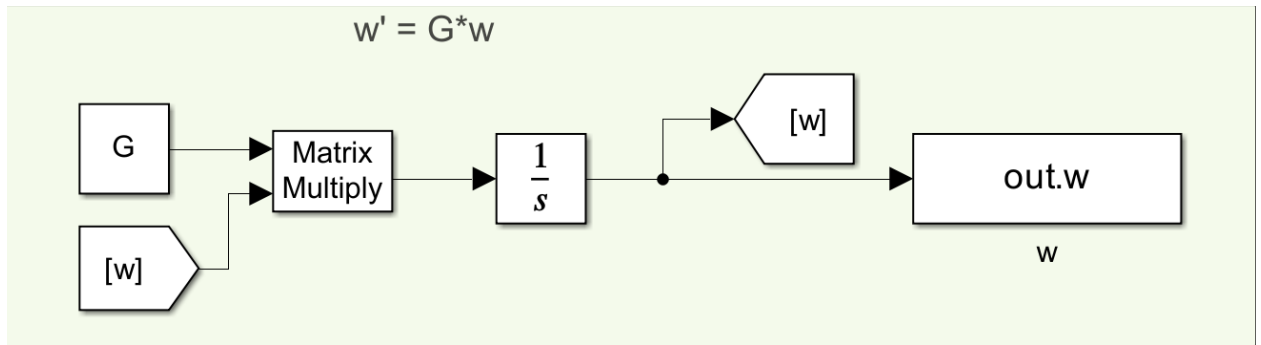 w' = G*w
G
Matrix
Multiply
[w]
1
s
[w]
out.w
w